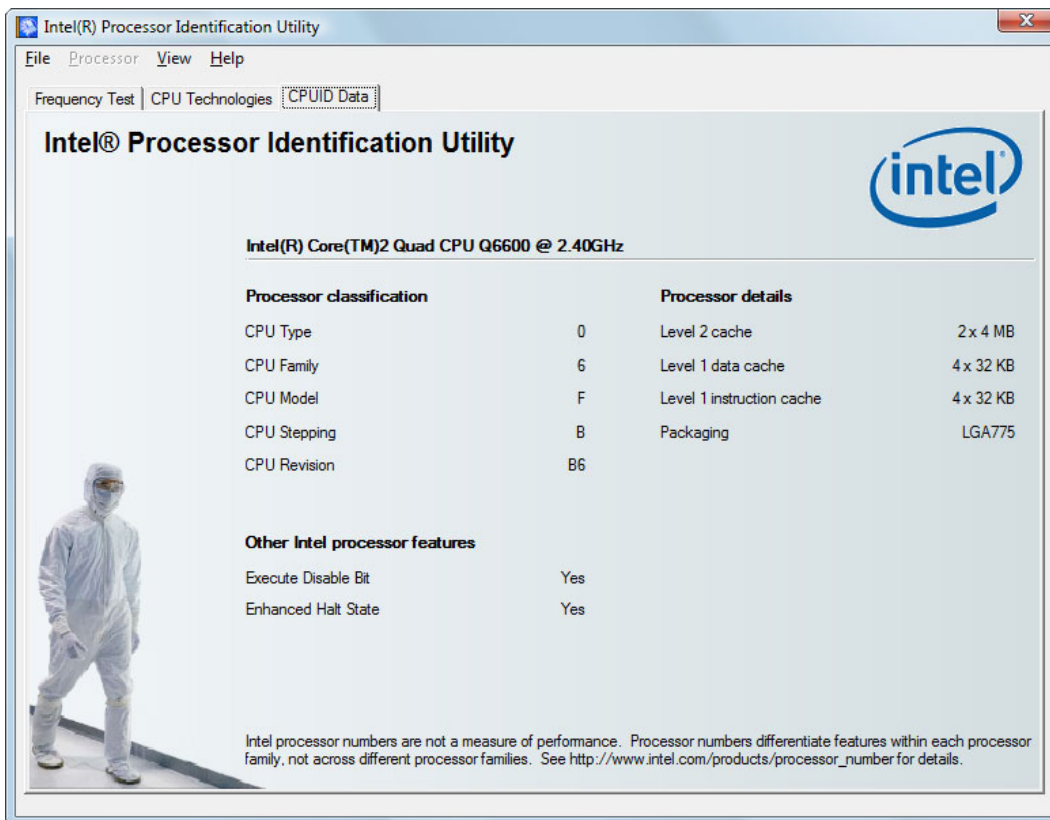 Intel(R) Processor Identification Utility
X
File Processor View Help
Frequency Test CPU Technologies CPUID Data
Intel® Processor Identification Utility
intel®
Intel(R) Core(TM)2 Quad CPU Q6600 @ 2.40GHz
Processor classification
CPU Type 0
CPU Family 6
CPU Model F
CPU Stepping B
CPU Revision B6
Processor details
Level 2 cache 2 x 4 MB
Level 1 data cache 4 x 32 KB
Level 1 instruction cache 4 x 32 KB
Packaging LGA775
Other Intel processor features
Execute Disable Bit Yes
Enhanced Halt State Yes
Intel processor numbers are not a measure of performance. Processor numbers differentiate features within each processor
family, not across different processor families. See http://www.intel.com/products/processor_number for details.